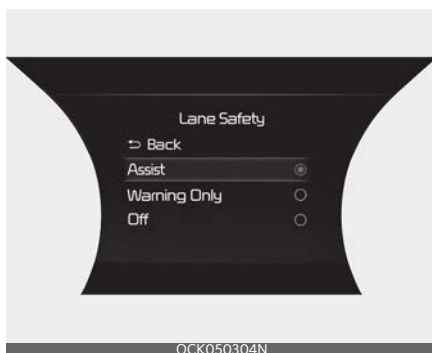 Lane Safety
Back
Assist
Warning Only
Off
OCK050304N